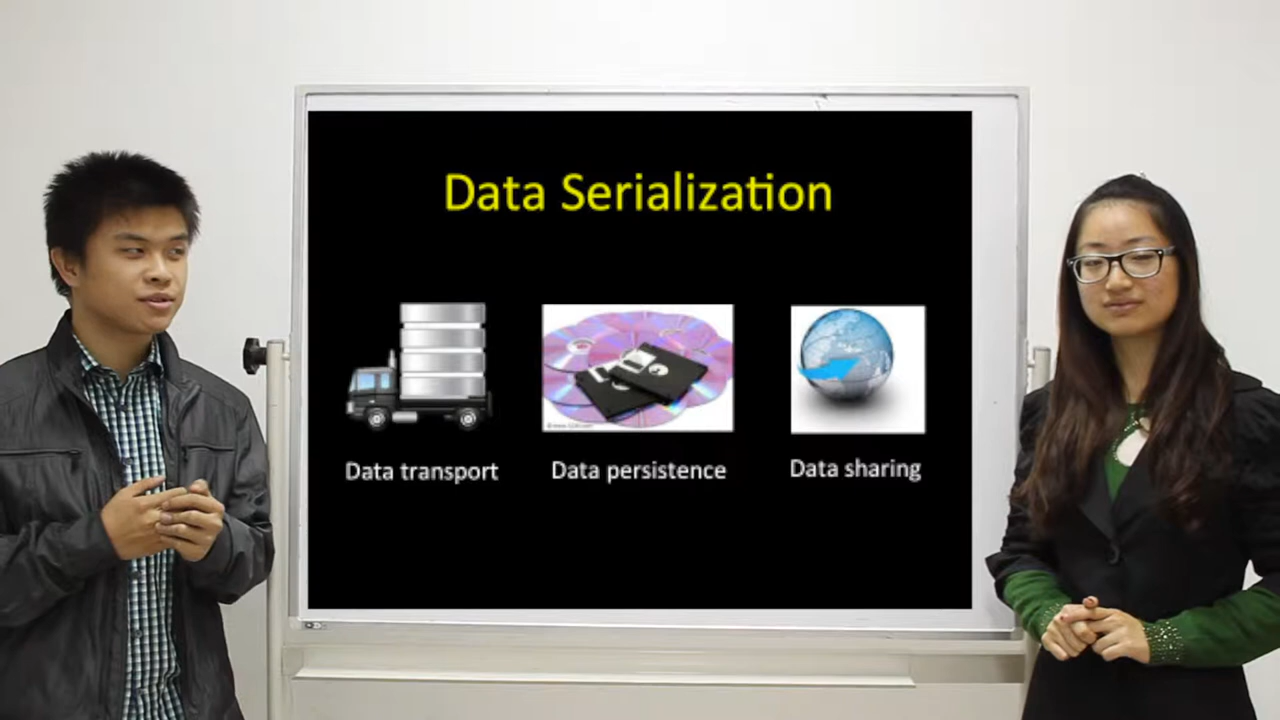 Data Serialization
Data transport
Data persistence
Data sharing